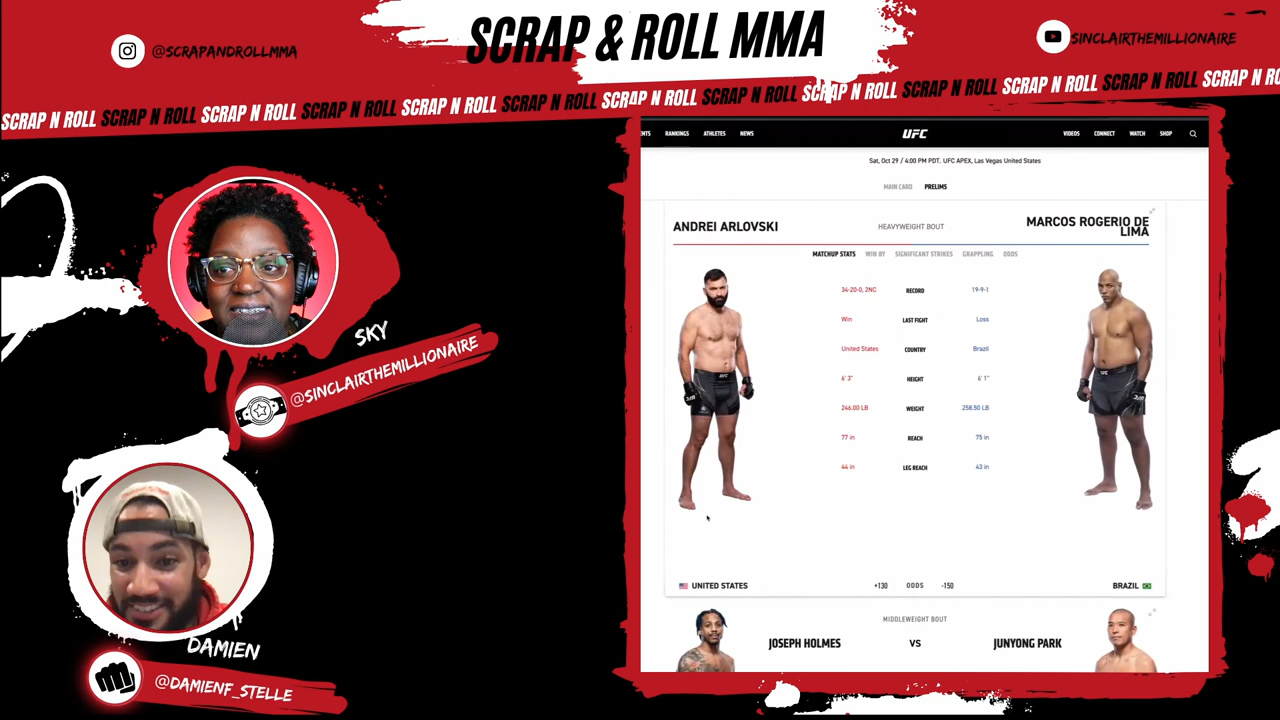 SCRAP & ROLL MMA
@SCRAPANDROLLMMA
SINCLAIRTHEMILLIONAIRE
SCRAP N ROLL SCRAP N ROLL SCRAP N ROLL SCRAP N ROLL SCRAP N ROLL SCRAP N ROLL SCRAP N ROLL SCRAP N ROLL SCRAP N ROLL SCRAP N ROLL SCRAP N ROLL SCRAP N ROLL SCRAP N R
NTS RANKINGS ATHLETES NEWS UFC VIDEOS CONNECT WATCH SHOP
Sat, Oct 29 / 4:00 PM PDT. UFC APEX, Las Vegas United States
MAIN CARD PRELIMS
ANDREI ARLOVSKI HEAVYWEIGHT BOUT MARCOS ROGERIO DE
LIMA
MATCHUP STATS WIN BY SIGNIFICANT STRIKES GRAPPLING ODDS
34-20-0, 2NC RECORD 19-9-1
Win LAST FIGHT Loss
United States COUNTRY Brazil
6' 3" HEIGHT 6' 1"
246.00 LB WEIGHT 258.50 LB
77 in REACH 75 in
44 in LEG REACH 43 in
UNITED STATES +130 ODDS -150 BRAZIL
MIDDLEWEIGHT BOUT
JOSEPH HOLMES VS JUNYONG PARK
SKY
@SINCLAIRTHEMILLIONAIRE
DAMIEN
@DAMIENF_STELLE